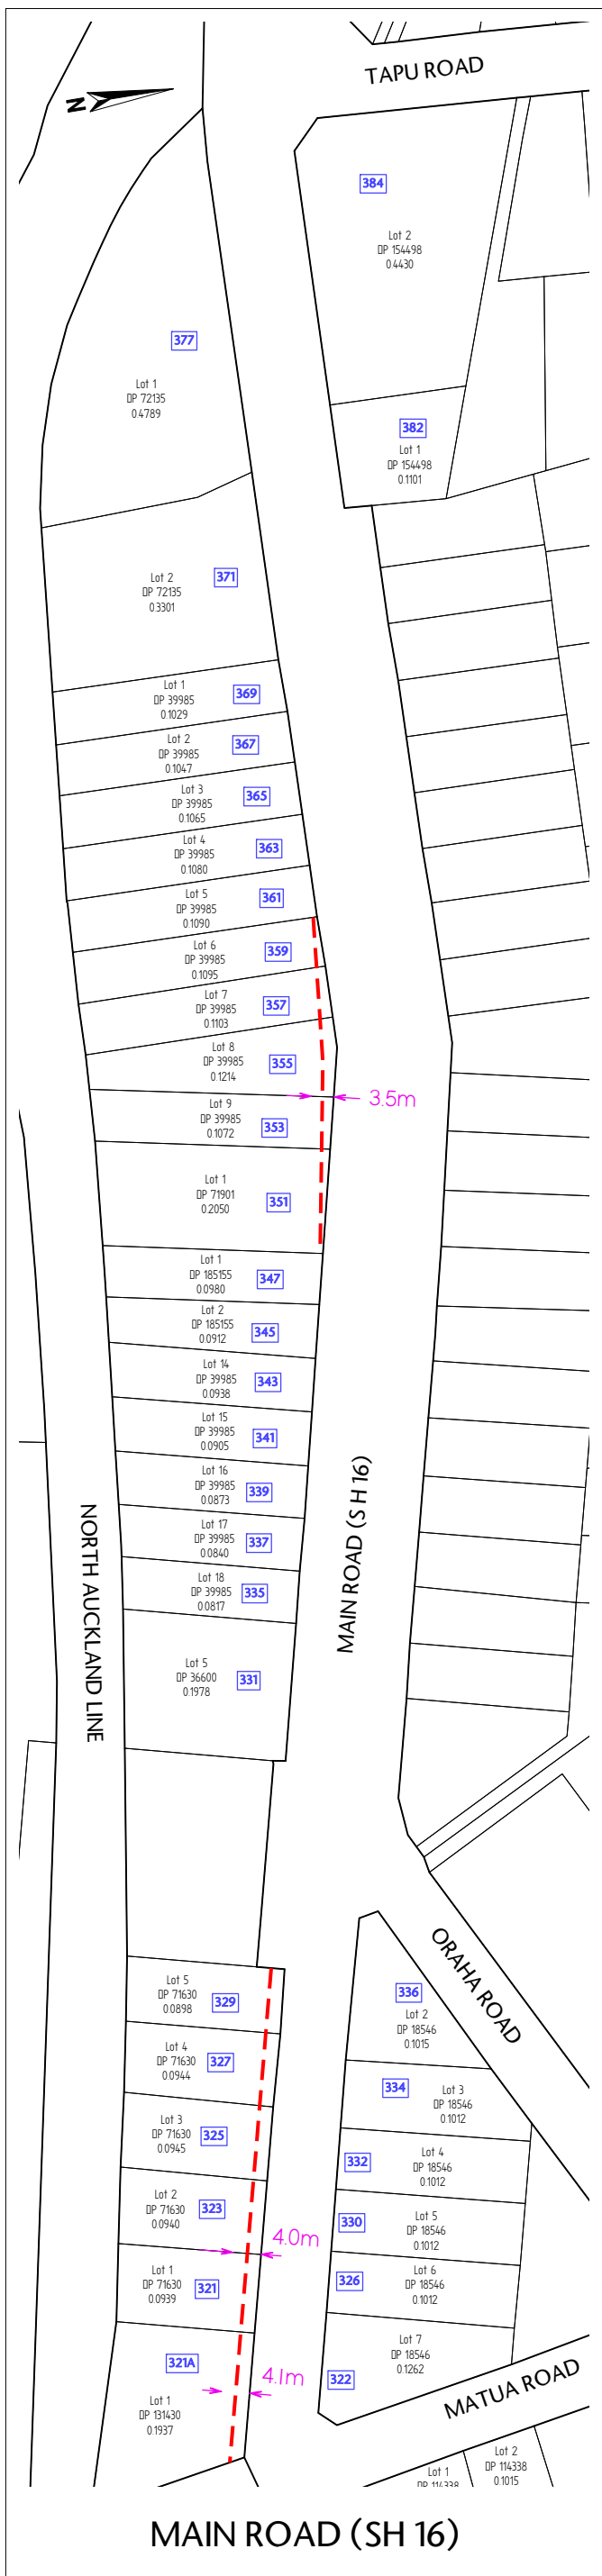 TAPU ROAD
N
384
Lot 2
DP 154498
0.4430
377
Lot 1
DP 72135
0.4789
382
Lot 1
DP 154498
0.1101
Lot 2
DP 72135
0.3301
371
Lot 1
DP 39985
0.1029
369
Lot 2
DP 39985
0.1047
367
Lot 3
DP 39985
0.1065
365
Lot 4
DP 39985
0.1080
363
Lot 5
DP 39985
0.1090
361
Lot 6
DP 39985
0.1095
359
Lot 7
DP 39985
0.1103
357
Lot 8
DP 39985
0.1214
355
3.5m
Lot 9
DP 39985
0.1072
353
Lot 1
DP 71901
0.2050
351
Lot 1
DP 185155
0.0980
347
Lot 2
DP 185155
0.0912
345
Lot 14
DP 39985
0.0938
343
Lot 15
DP 39985
0.0905
341
Lot 16
DP 39985
0.0873
339
Lot 17
DP 39985
0.0840
337
Lot 18
DP 39985
0.0817
335
MAIN ROAD (S H 16)
NORTH AUCKLAND LINE
Lot 5
DP 36600
0.1978
331
ORAHA ROAD
Lot 5
DP 71630
0.0898
329
336
Lot 2
DP 18546
0.1015
Lot 4
DP 71630
0.0944
327
334
Lot 3
DP 18546
0.1012
Lot 3
DP 71630
0.0945
325
332
Lot 4
DP 18546
0.1012
Lot 2
DP 71630
0.0940
323
330
Lot 5
DP 18546
0.1012
4.0m
Lot 1
DP 71630
0.0939
321
326
Lot 6
DP 18546
0.1012
321A
Lot 1
DP 131430
0.1937
4.1m
322
Lot 7
DP 18546
0.1262
MATUA ROAD
Lot 1
DP 114338
Lot 2
DP 114338
0.1015
MAIN ROAD (SH 16)